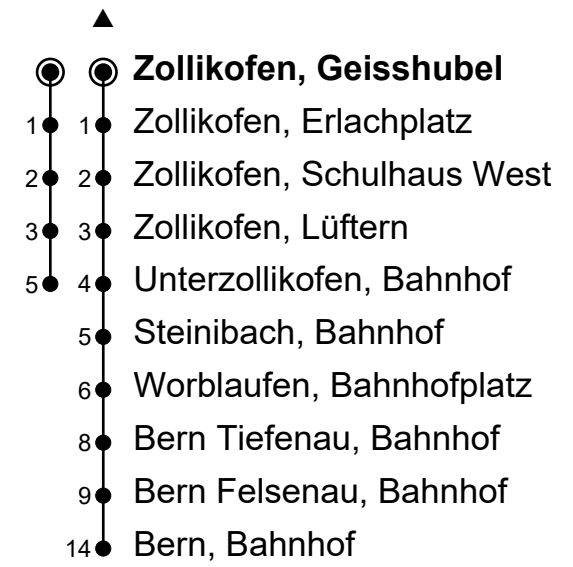 Zollikofen, Geisshubel
1 1 Zollikofen, Erlachplatz
2 2 Zollikofen, Schulhaus West
3 3 Zollikofen, Lüftern
5 4 Unterzollikofen, Bahnhof
5 Steinibach, Bahnhof
6 Worblaufen, Bahnhofplatz
8 Bern Tiefenau, Bahnhof
9 Bern Felsenau, Bahnhof
14 Bern, Bahnhof